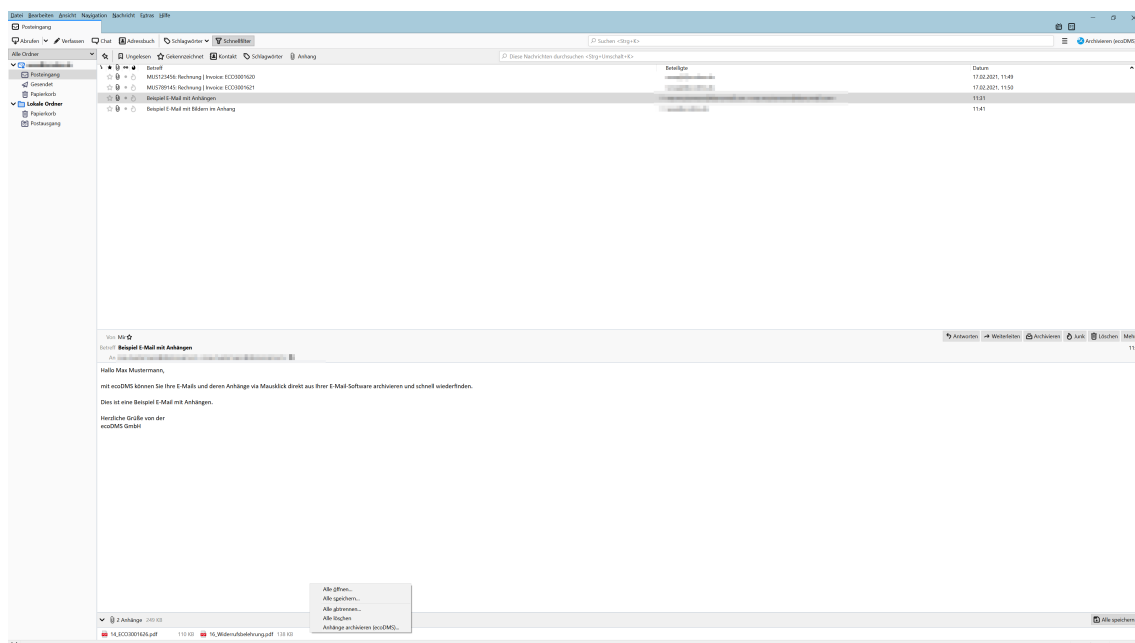 Datei Bearbeiten Ansicht Navigation Nachricht Extras Hilfe
Posteingang
Abrufen Verfassen Chat Adressbuch Schlagwörter Schnellfilter Suchen <Strg+K> Archivieren (ecoDMS
Alle Ordner Ungelesen Gekennzeichnet Kontakt Schlagwörter Anhang Diese Nachrichten durchsuchen <Strg+Umschalt+K>
Betreff Beteiligte Datum
Posteingang MUS123456: Rechnung | Invoice: ECO3001620 17.02.2021, 11:49
Gesendet MUS789145: Rechnung | Invoice: ECO3001621 17.02.2021, 11:50
Papierkorb Beispiel E-Mail mit Anhängen 11:21
Lokale Ordner Beispiel E-Mail mit Bildern im Anhang 11:41
Papierkorb
Postausgang
Von Mir Antworten Weiterleiten Archivieren Junk Löschen Meh
Betreff Beispiel E-Mail mit Anhängen 11:
An
Hallo Max Mustermann,
mit ecoDMS können Sie Ihre E-Mails und deren Anhänge via Mausklick direkt aus Ihrer E-Mail-Software archivieren und schnell wiederfinden.
Dies ist eine Beispiel E-Mail mit Anhängen.
Herzliche Grüße von der
ecoDMS GmbH
Alle öffnen...
Alle speichern...
Alle abtrennen...
Alle löschen
Anhänge archivieren (ecoDMS)...
2 Anhänge 249 KB Alle speichern
14_ECO3001626.pdf 110 KB 16_Widerrufsbelehrung.pdf 139 KB